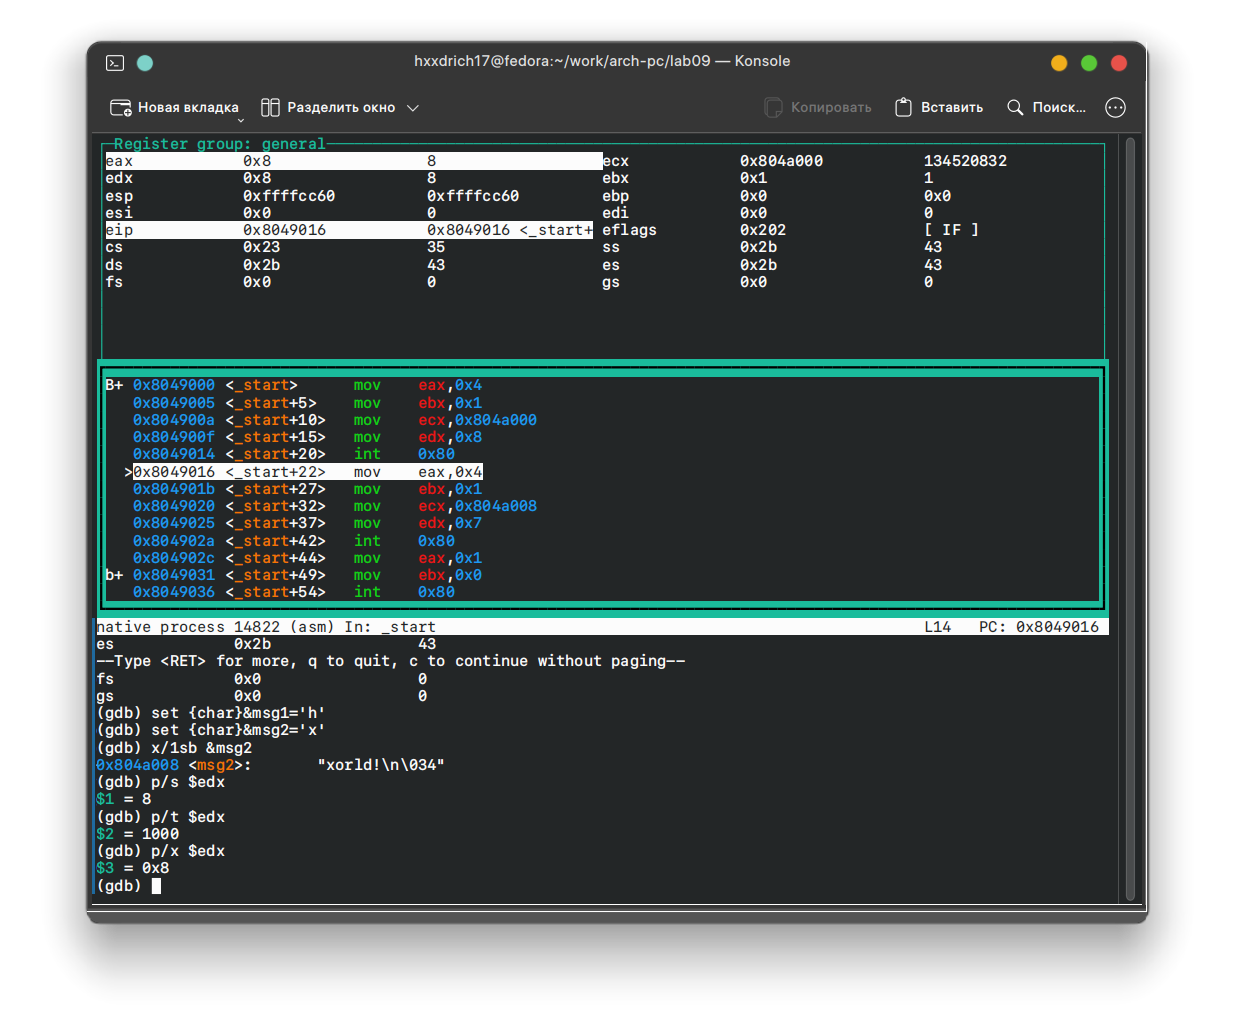 hxxdrich17@fedora:~/work/arch-pc/lab09 — Konsole
Новая вкладка Разделить окно Копировать Вставить Поиск...
Register group: general
eax 0x8 8 ecx 0x804a000 134520832
edx 0x8 8 ebx 0x1 1
esp 0xffffcc60 0xffffcc60 ebp 0x0 0x0
esi 0x0 0 edi 0x0 0
eip 0x8049016 0x8049016 <_start+ eflags 0x202 [ IF ]
cs 0x23 35 ss 0x2b 43
ds 0x2b 43 es 0x2b 43
fs 0x0 0 gs 0x0 0
B+ 0x8049000 <_start> mov eax,0x4
0x8049005 <_start+5> mov ebx,0x1
0x804900a <_start+10> mov ecx,0x804a000
0x804900f <_start+15> mov edx,0x8
0x8049014 <_start+20> int 0x80
>0x8049016 <_start+22> mov eax,0x4
0x804901b <_start+27> mov ebx,0x1
0x8049020 <_start+32> mov ecx,0x804a008
0x8049025 <_start+37> mov edx,0x7
0x804902a <_start+42> int 0x80
0x804902c <_start+44> mov eax,0x1
b+ 0x8049031 <_start+49> mov ebx,0x0
0x8049036 <_start+54> int 0x80
native process 14822 (asm) In: _start L14 PC: 0x8049016
es 0x2b 43
--Type <RET> for more, q to quit, c to continue without paging--
fs 0x0 0
gs 0x0 0
(gdb) set {char}&msg1='h'
(gdb) set {char}&msg2='x'
(gdb) x/1sb &msg2
0x804a008 <msg2>: "xorld!\n\034"
(gdb) p/s $edx
$1 = 8
(gdb) p/t $edx
$2 = 1000
(gdb) p/x $edx
$3 = 0x8
(gdb)